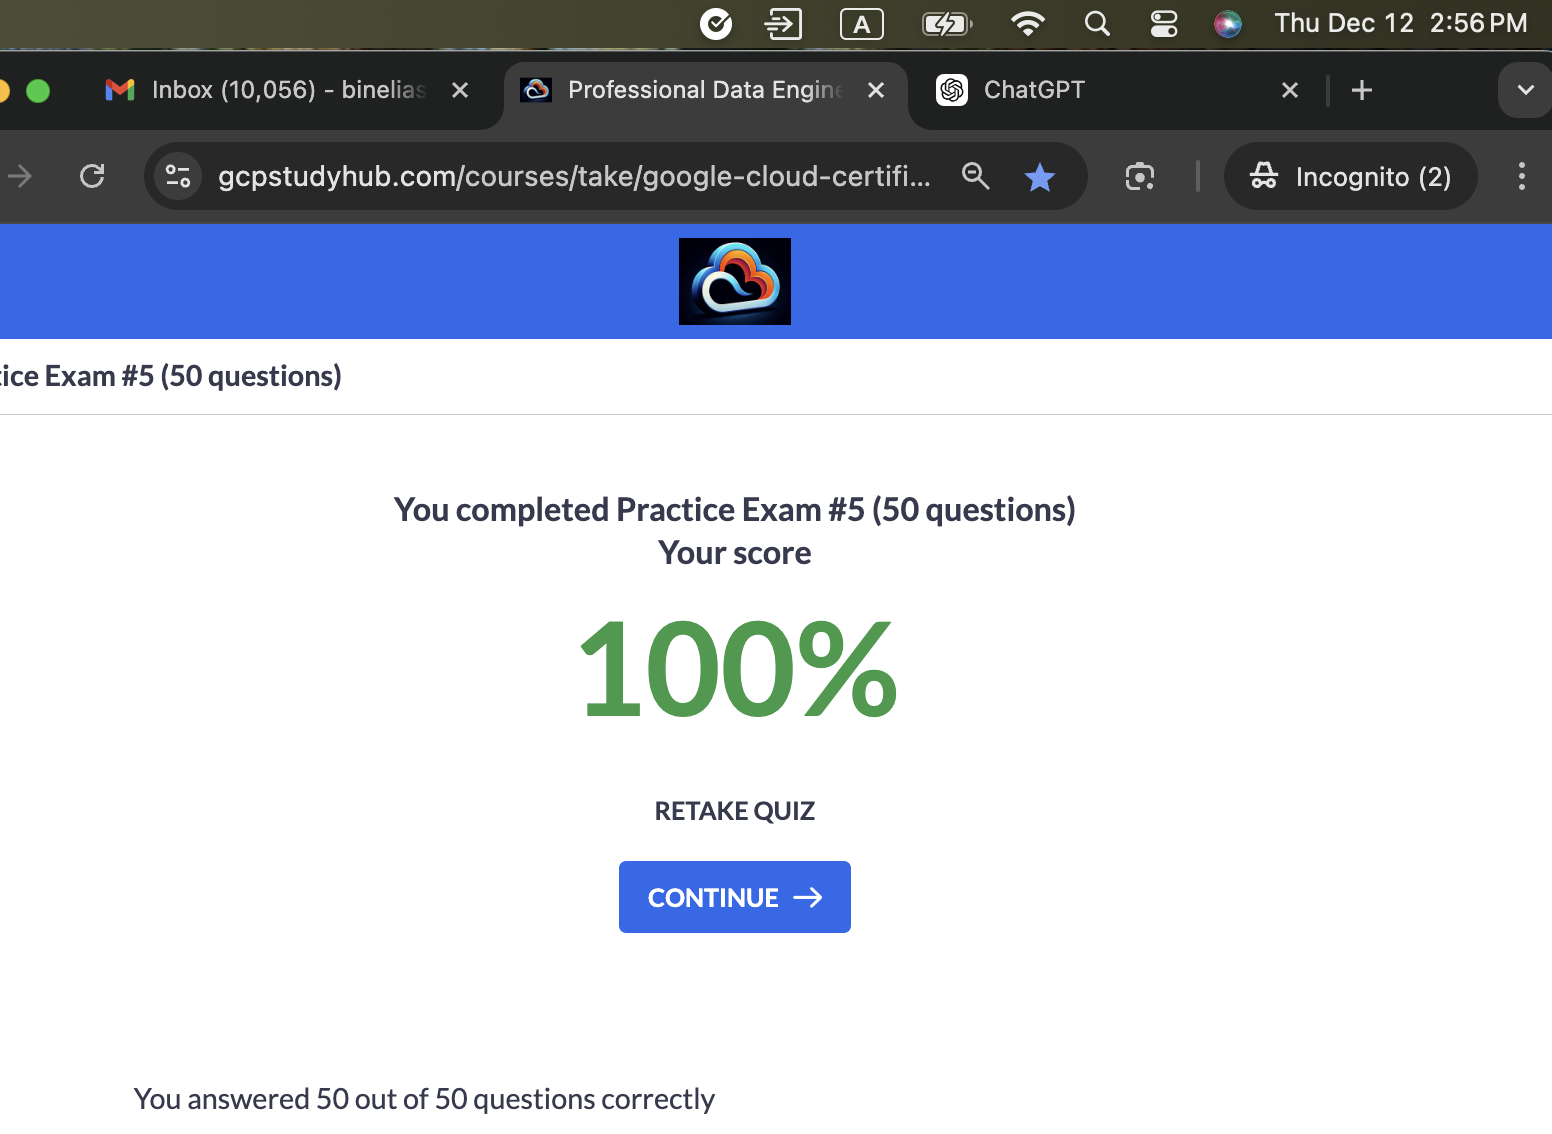 A
Thu Dec 12 2:56 PM
Inbox (10,056) - binelias
Professional Data Engine
ChatGPT
gcpstudyhub.com/courses/take/google-cloud-certifi...
Incognito (2)
tice Exam #5 (50 questions)
You completed Practice Exam #5 (50 questions)
Your score
100%
RETAKE QUIZ
CONTINUE →
You answered 50 out of 50 questions correctly